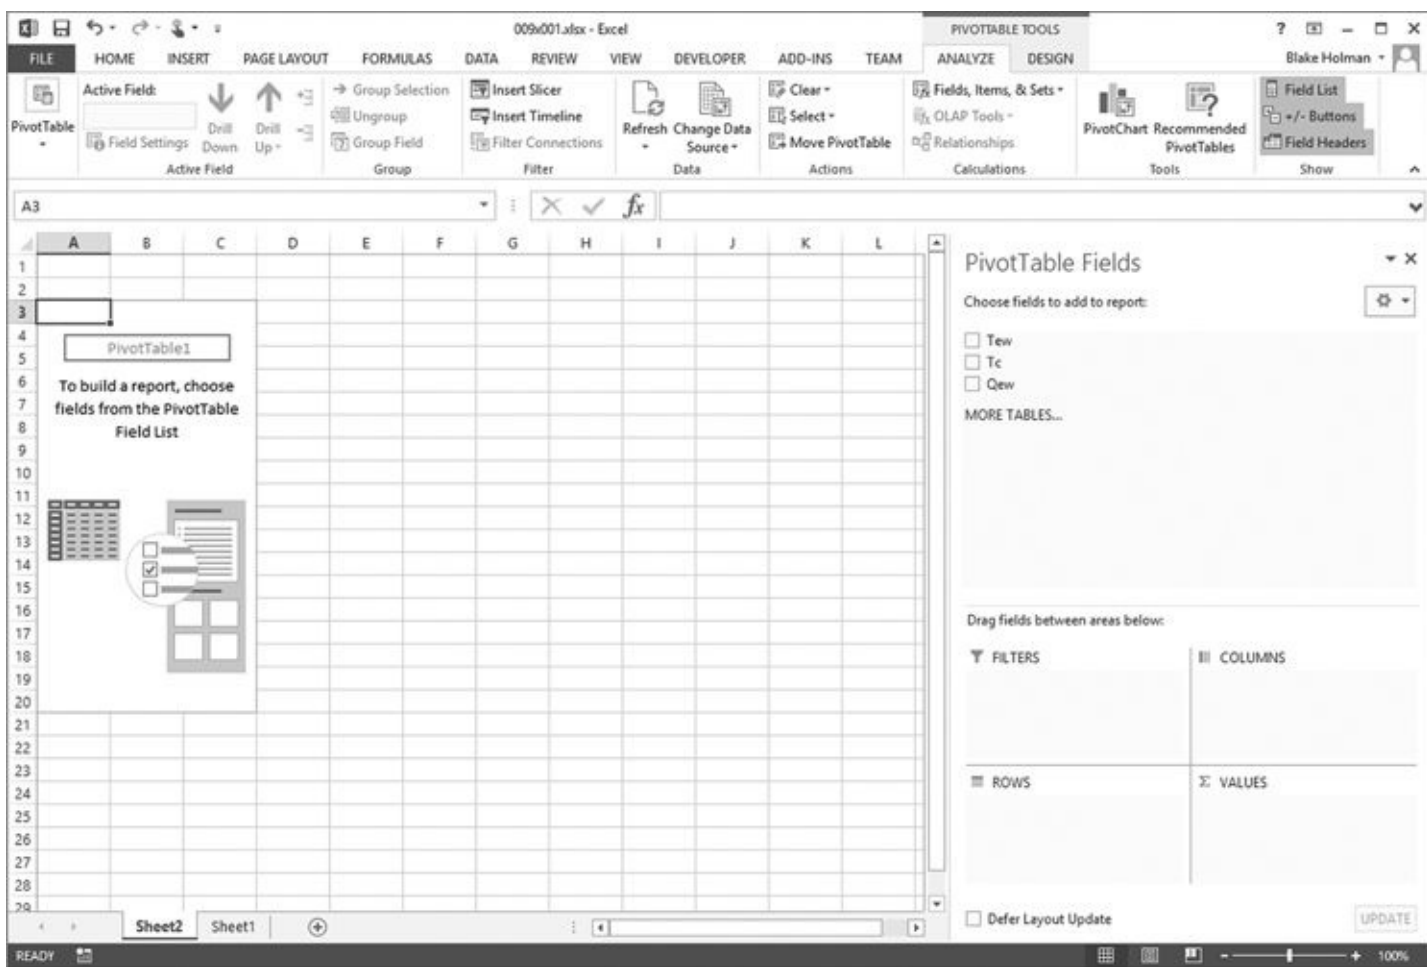 009x001.xlsx - Excel
PIVOTTABLE TOOLS
?
FILE HOME INSERT PAGE LAYOUT FORMULAS DATA REVIEW VIEW DEVELOPER ADD-INS TEAM ANALYZE DESIGN Blake Holman
PivotTable
Active Field:
Field Settings
Drill Down
Drill Up
Active Field
Group Selection
Ungroup
Group Field
Group
Insert Slicer
Insert Timeline
Filter Connections
Filter
Refresh
Change Data Source
Data
Clear
Select
Move PivotTable
Actions
Fields, Items, & Sets
OLAP Tools
Relationships
Calculations
PivotChart
Recommended PivotTables
Tools
Field List
+/- Buttons
Field Headers
Show
A3
fx
A B C D E F G H I J K L
1
2
3
4
5
6
7
8
9
10
11
12
13
14
15
16
17
18
19
20
21
22
23
24
25
26
27
28
29
PivotTable1
To build a report, choose
fields from the PivotTable
Field List
PivotTable Fields
Choose fields to add to report:
Tew
Tc
Qew
MORE TABLES...
Drag fields between areas below:
FILTERS
COLUMNS
ROWS
Σ VALUES
Defer Layout Update
UPDATE
Sheet2 Sheet1
READY
100%